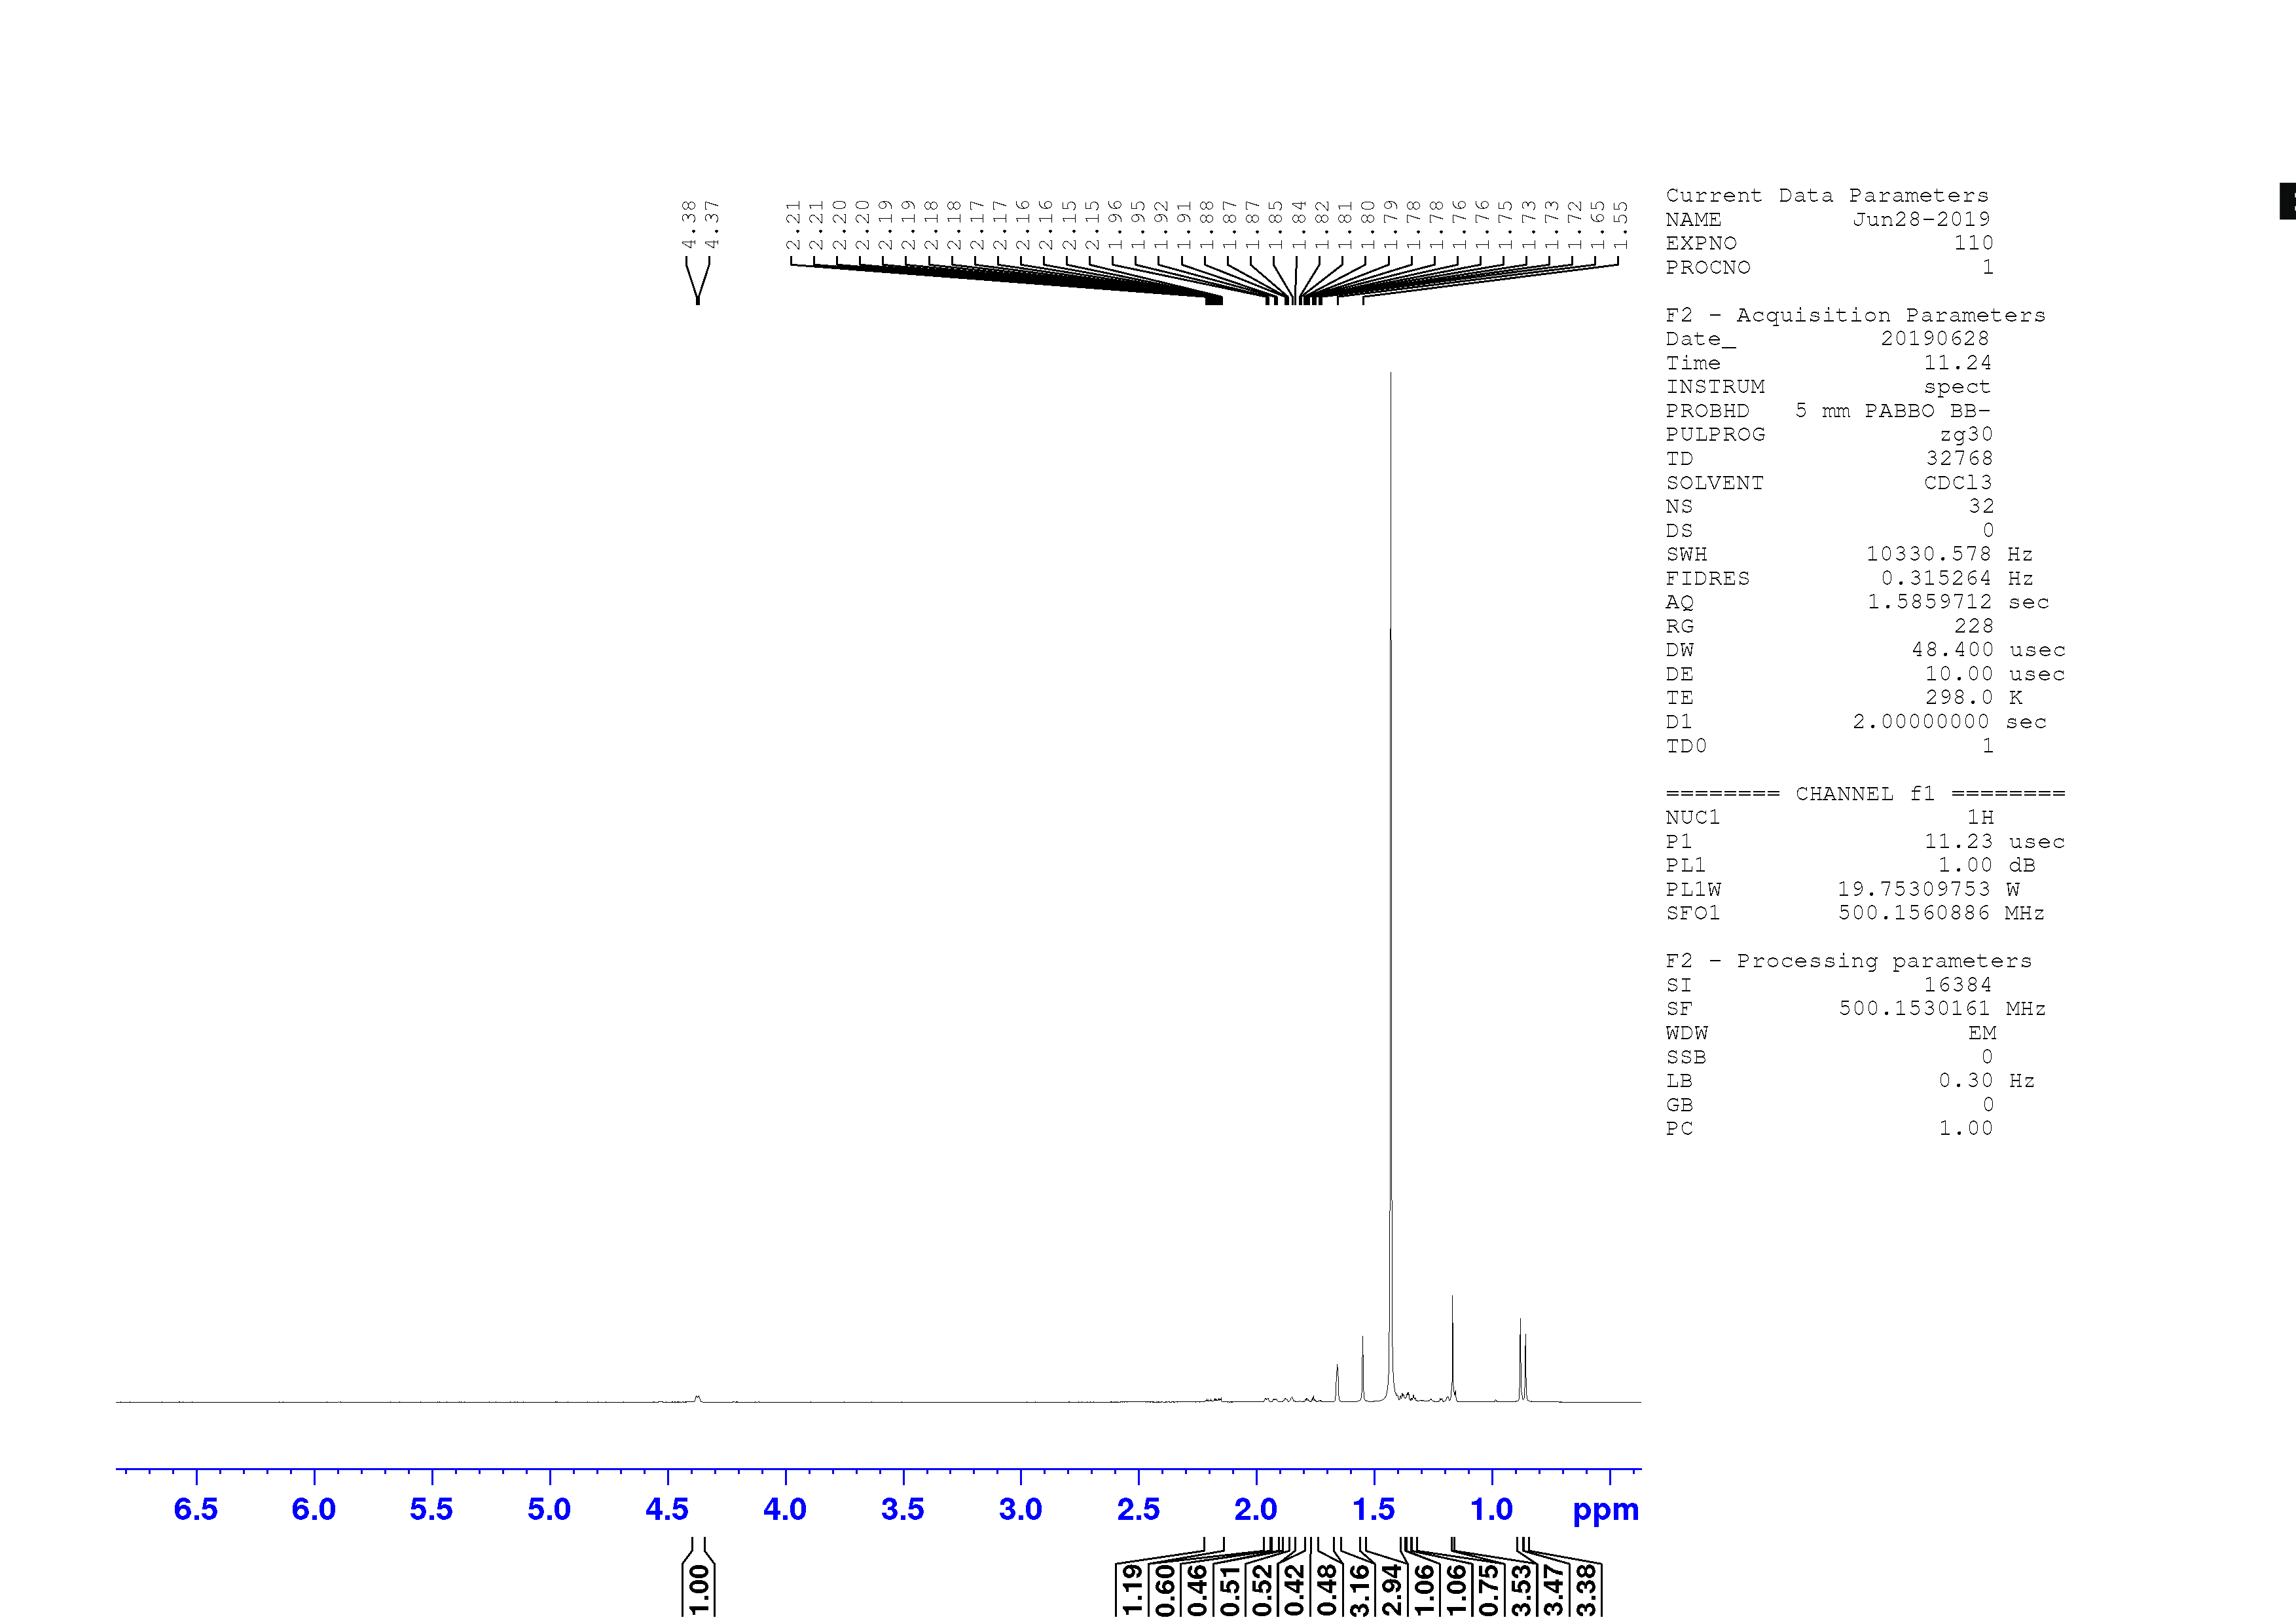 4.38
4.37
2.21
2.21
2.20
2.20
2.19
2.19
2.18
2.18
2.17
2.17
2.16
2.16
2.15
2.15
1.96
1.95
1.92
1.91
1.88
1.87
1.87
1.85
1.84
1.82
1.81
1.80
1.79
1.78
1.78
1.76
1.76
1.75
1.73
1.73
1.72
1.65
1.55
Current Data Parameters
NAME Jun28-2019
EXPNO 110
PROCNO 1
F2 - Acquisition Parameters
Date_ 20190628
Time 11.24
INSTRUM spect
PROBHD 5 mm PABBO BB-
PULPROG zg30
TD 32768
SOLVENT CDCl3
NS 32
DS 0
SWH 10330.578 Hz
FIDRES 0.315264 Hz
AQ 1.5859712 sec
RG 228
DW 48.400 usec
DE 10.00 usec
TE 298.0 K
D1 2.00000000 sec
TD0 1
======== CHANNEL f1 ========
NUC1 1H
P1 11.23 usec
PL1 1.00 dB
PL1W 19.75309753 W
SFO1 500.1560886 MHz
F2 - Processing parameters
SI 16384
SF 500.1530161 MHz
WDW EM
SSB 0
LB 0.30 Hz
GB 0
PC 1.00
6.5 6.0 5.5 5.0 4.5 4.0 3.5 3.0 2.5 2.0 1.5 1.0 ppm
1.00
1.19
0.60
0.46
0.51
0.52
0.42
0.48
3.16
2.94
1.06
1.06
0.75
3.53
3.47
3.38